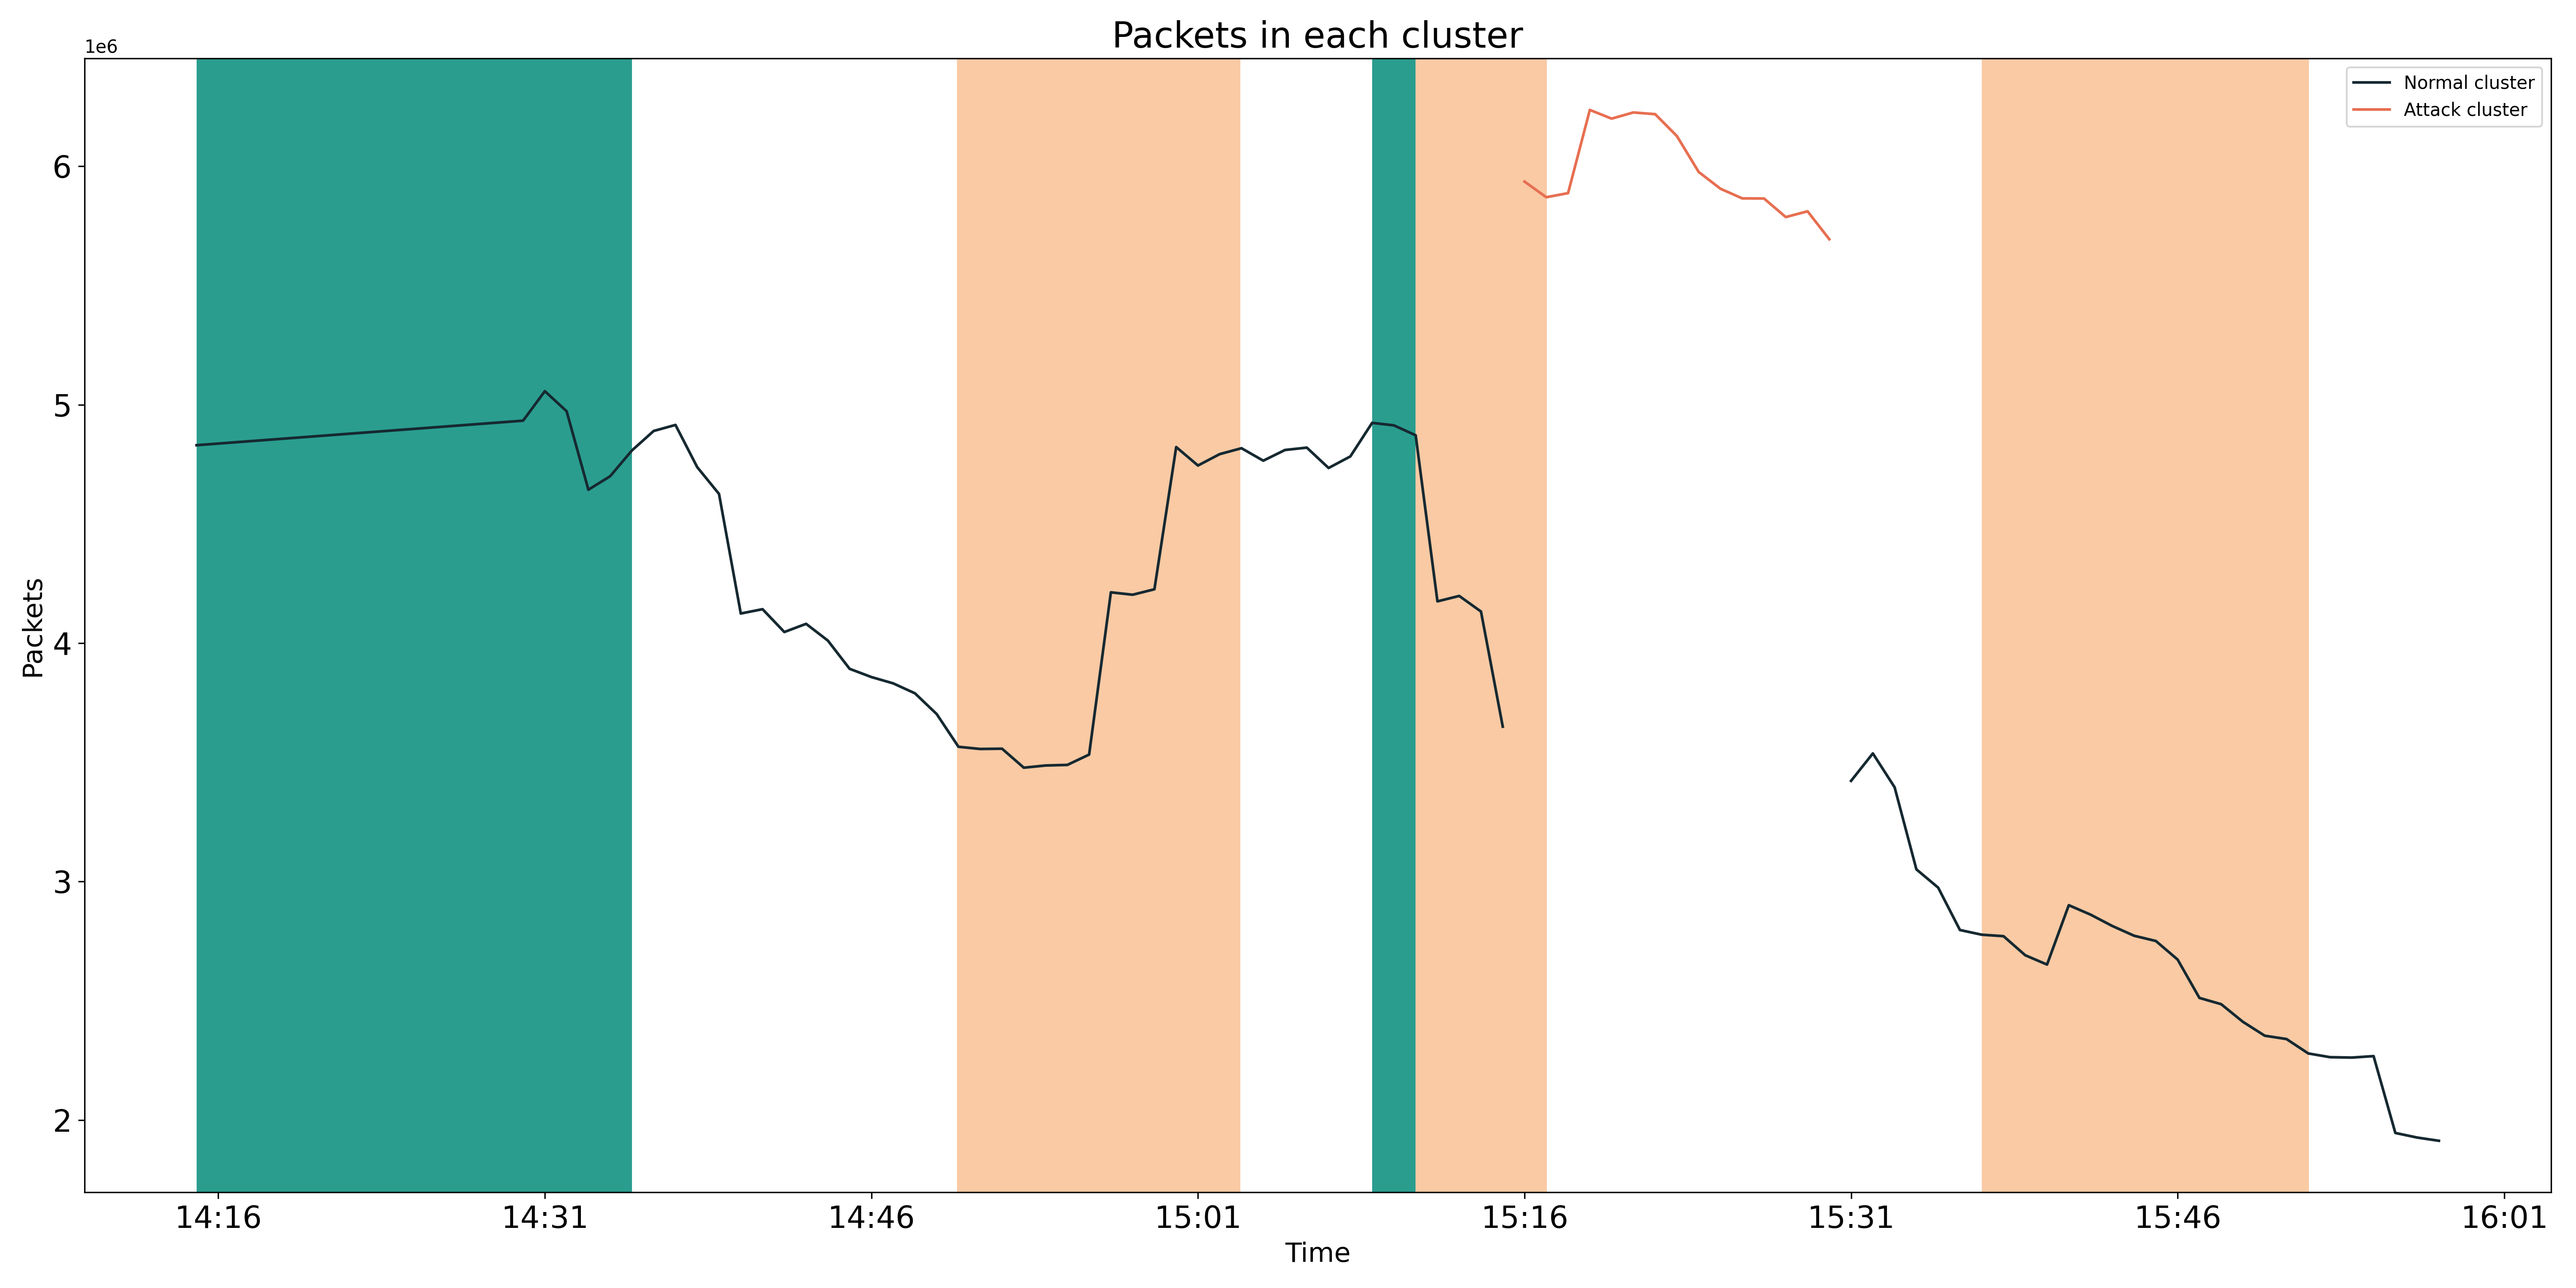 Packets in each cluster
1e6
Normal cluster
Attack cluster
6
5
4
3
2
Packets
14:16
14:31
14:46
15:01
15:16
15:31
15:46
16:01
Time